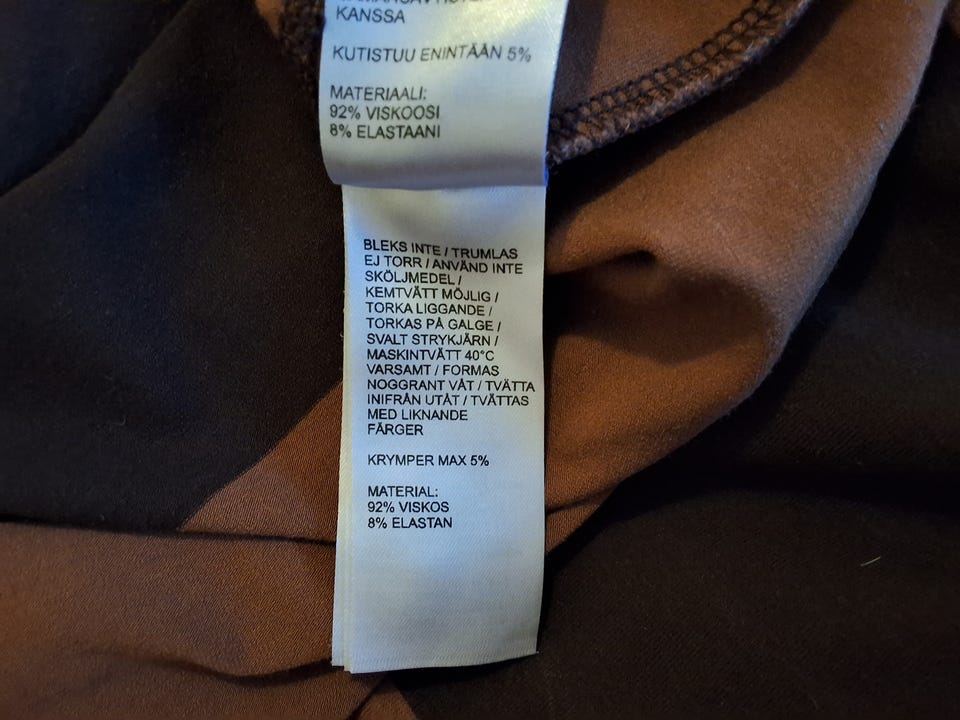 KANSSA
KUTISTUU ENINTÄÄN 5%
MATERIAALI:
92% VISKOOSI
8% ELASTAANI
BLEKS INTE / TRUMLAS
EJ TORR / ANVÄND INTE
SKÖLJMEDEL /
KEMTVÄTT MÖJLIG /
TORKA LIGGANDE /
TORKAS PÅ GALGE /
SVALT STRYKJÄRN /
MASKINTVÄTT 40°C
VARSAMT / FORMAS
NOGGRANT VÅT / TVÄTTA
INIFRÅN UTÅT / TVÄTTAS
MED LIKNANDE
FÄRGER
KRYMPER MAX 5%
MATERIAL:
92% VISKOS
8% ELASTAN